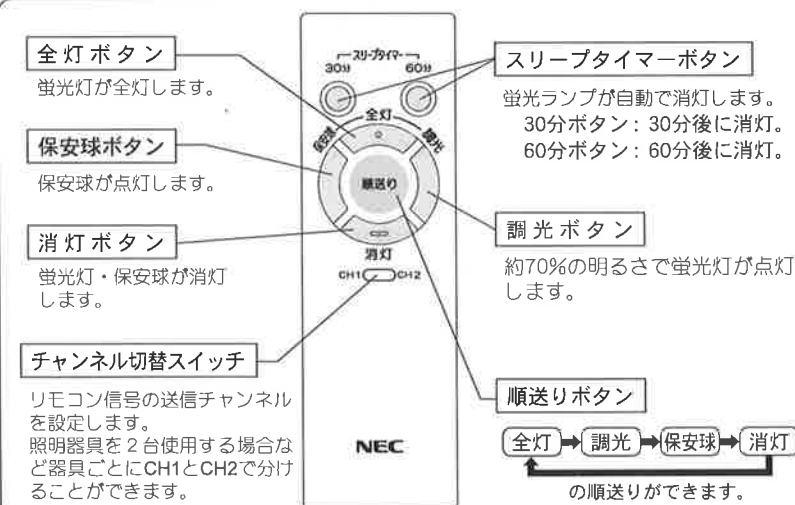 全灯ボタン
蛍光灯が全灯します。
保安球ボタン
保安球が点灯します。
消灯ボタン
蛍光灯・保安球が消灯
します。
チャンネル切替スイッチ
リモコン信号の送信チャンネル
を設定します。
照明器具を2台使用する場合な
ど器具ごとにCH1とCH2で分け
ることができます。
スリープタイマー
30分 60分
全灯
保安球 調光
順送り
消灯
CH1 CH2
NEC
スリープタイマーボタン
蛍光ランプが自動で消灯します。
30分ボタン：30分後に消灯。
60分ボタン：60分後に消灯。
調光ボタン
約70%の明るさで蛍光灯が点灯
します。
順送りボタン
全灯➡調光➡保安球➡消灯
の順送りができます。